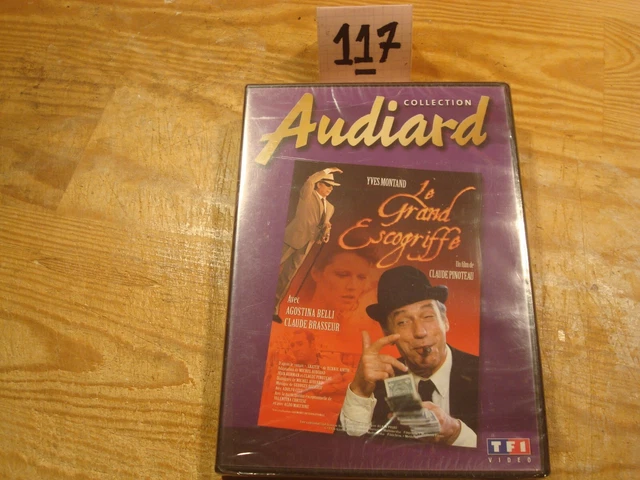 117
COLLECTION
Audiard
YVES MONTAND
Le
Grand
Escogriffe
Un film de
CLAUDE PINOTEAU
Avec
AGOSTINA BELLI
CLAUDE BRASSEUR
TF1
VIDEO